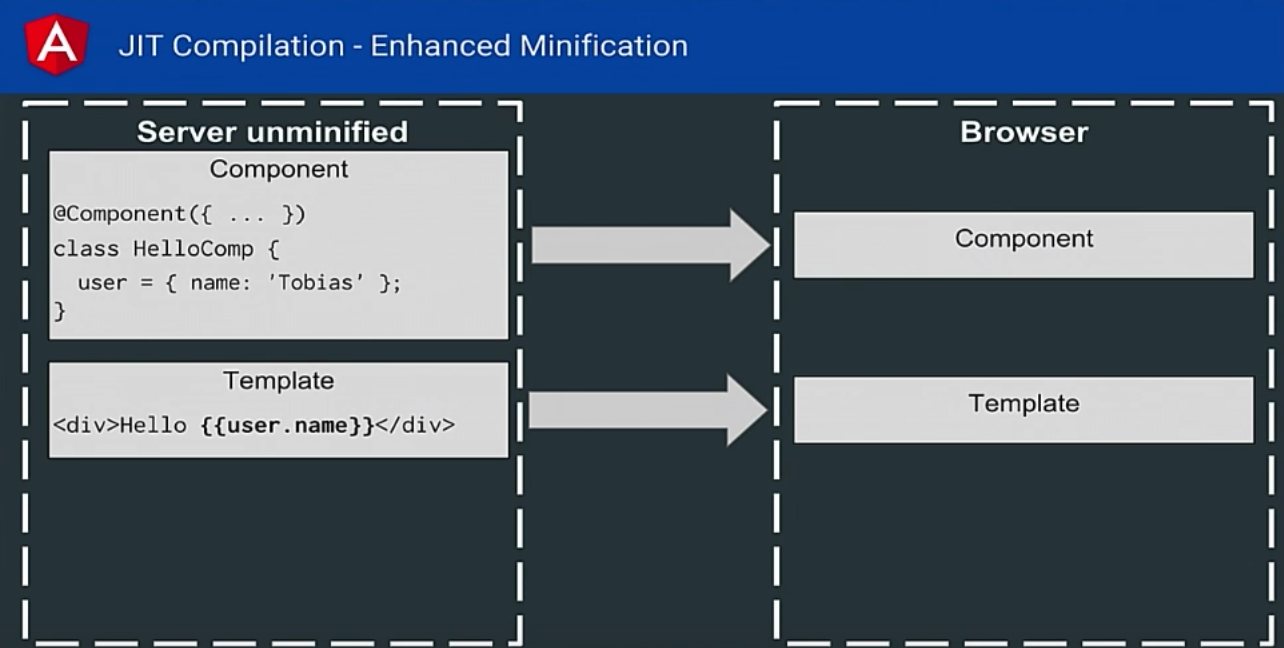 JIT Compilation - Enhanced Minification
Server unminified
Component
@Component({ ... })
class HelloComp {
  user = { name: 'Tobias' };
}
Template
<div>Hello {{user.name}}</div>
Browser
Component
Template